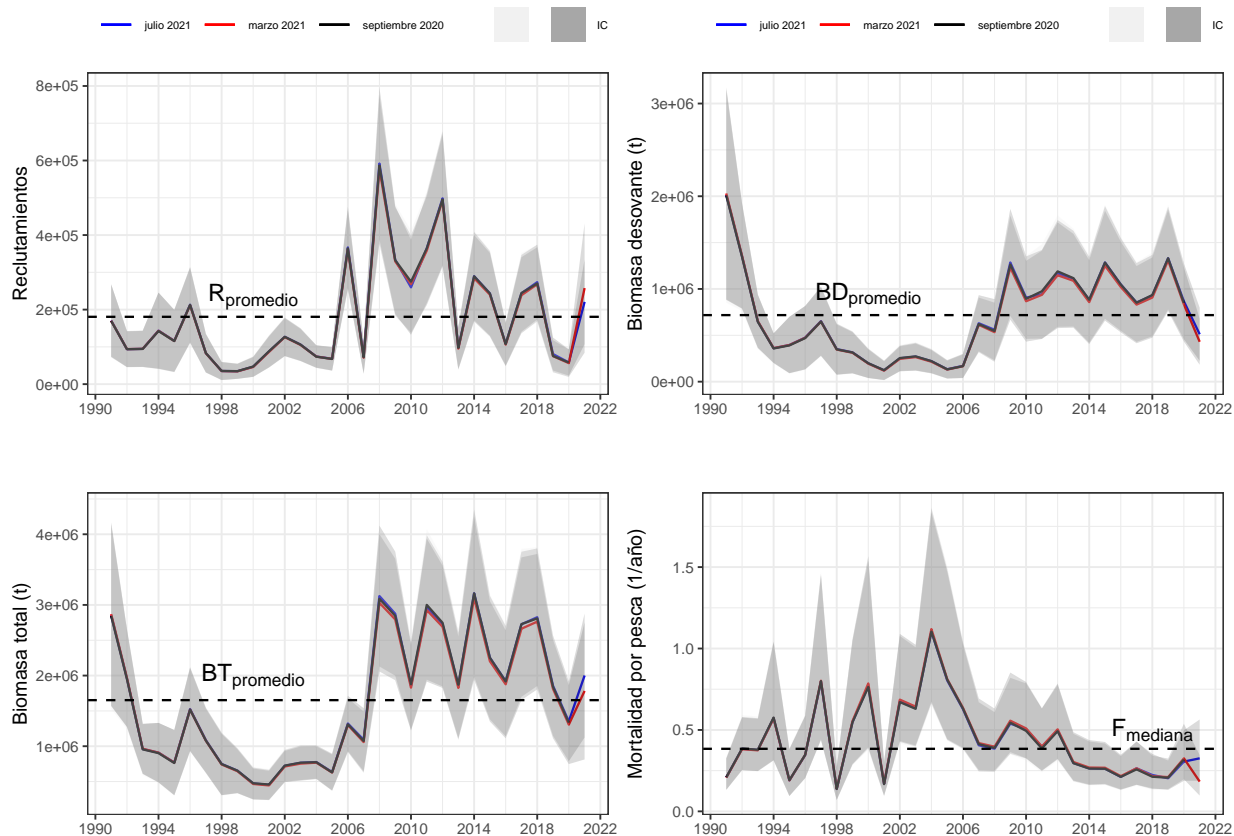 julio 2021 marzo 2021 septiembre 2020 IC
julio 2021 marzo 2021 septiembre 2020 IC
Reclutamientos
8e+05
6e+05
4e+05
2e+05
0e+00
Rpromedio
1990 1994 1998 2002 2006 2010 2014 2018 2022
Biomasa desovante (t)
3e+06
2e+06
1e+06
0e+00
BDpromedio
1990 1994 1998 2002 2006 2010 2014 2018 2022
Biomasa total (t)
4e+06
3e+06
2e+06
1e+06
BTpromedio
1990 1994 1998 2002 2006 2010 2014 2018 2022
Mortalidad por pesca (1/año)
1.5
1.0
0.5
0.0
Fmediana
1990 1994 1998 2002 2006 2010 2014 2018 2022